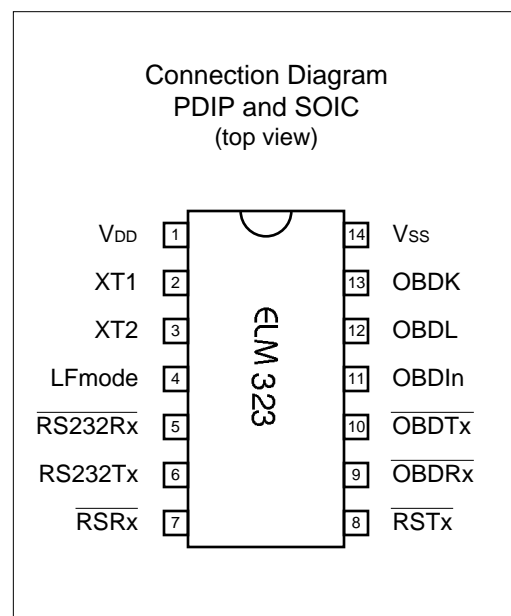 Connection Diagram
PDIP and SOIC
(top view)
VDD 1 14 VSS
XT1 2 13 OBDK
XT2 3 12 OBDL
LFmode 4 11 OBDIn
RS232Rx 5 10 OBDTx
RS232Tx 6 9 OBDRx
RSRx 7 8 RSTx
ELM 323